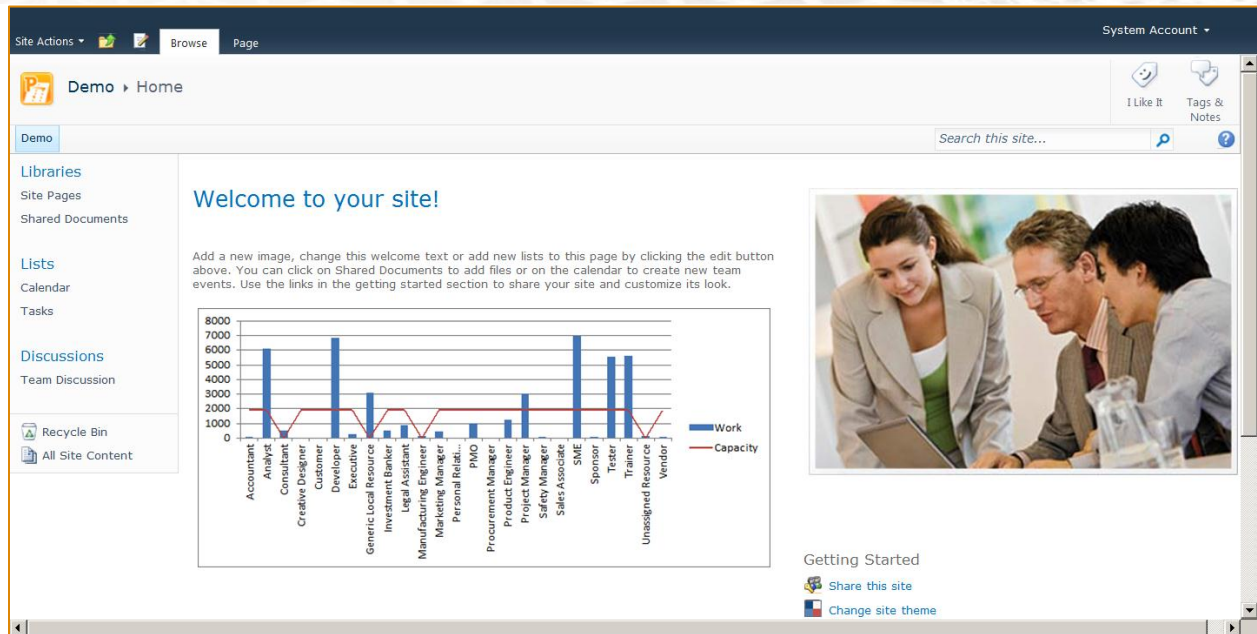 System Account
Site Actions
Browse
Page
Demo
Home
I Like It
Tags &
Notes
Demo
Search this site...
Libraries
Site Pages
Shared Documents
Lists
Calendar
Tasks
Discussions
Team Discussion
Recycle Bin
All Site Content
Welcome to your site!
Add a new image, change this welcome text or add new lists to this page by clicking the edit button
above. You can click on Shared Documents to add files or on the calendar to create new team
events. Use the links in the getting started section to share your site and customize its look.
8000
7000
6000
5000
4000
3000
2000
1000
0
Accountant
Analyst
Consultant
Creative Designer
Customer
Developer
Executive
Generic Local Resource
Investment Banker
Legal Assistant
Manufacturing Engineer
Marketing Manager
Personal Relati...
PMO
Procurement Manager
Product Engineer
Project Manager
Safety Manager
Sales Associate
SME
Sponsor
Tester
Trainer
Unassigned Resource
Vendor
Work
Capacity
Getting Started
Share this site
Change site theme